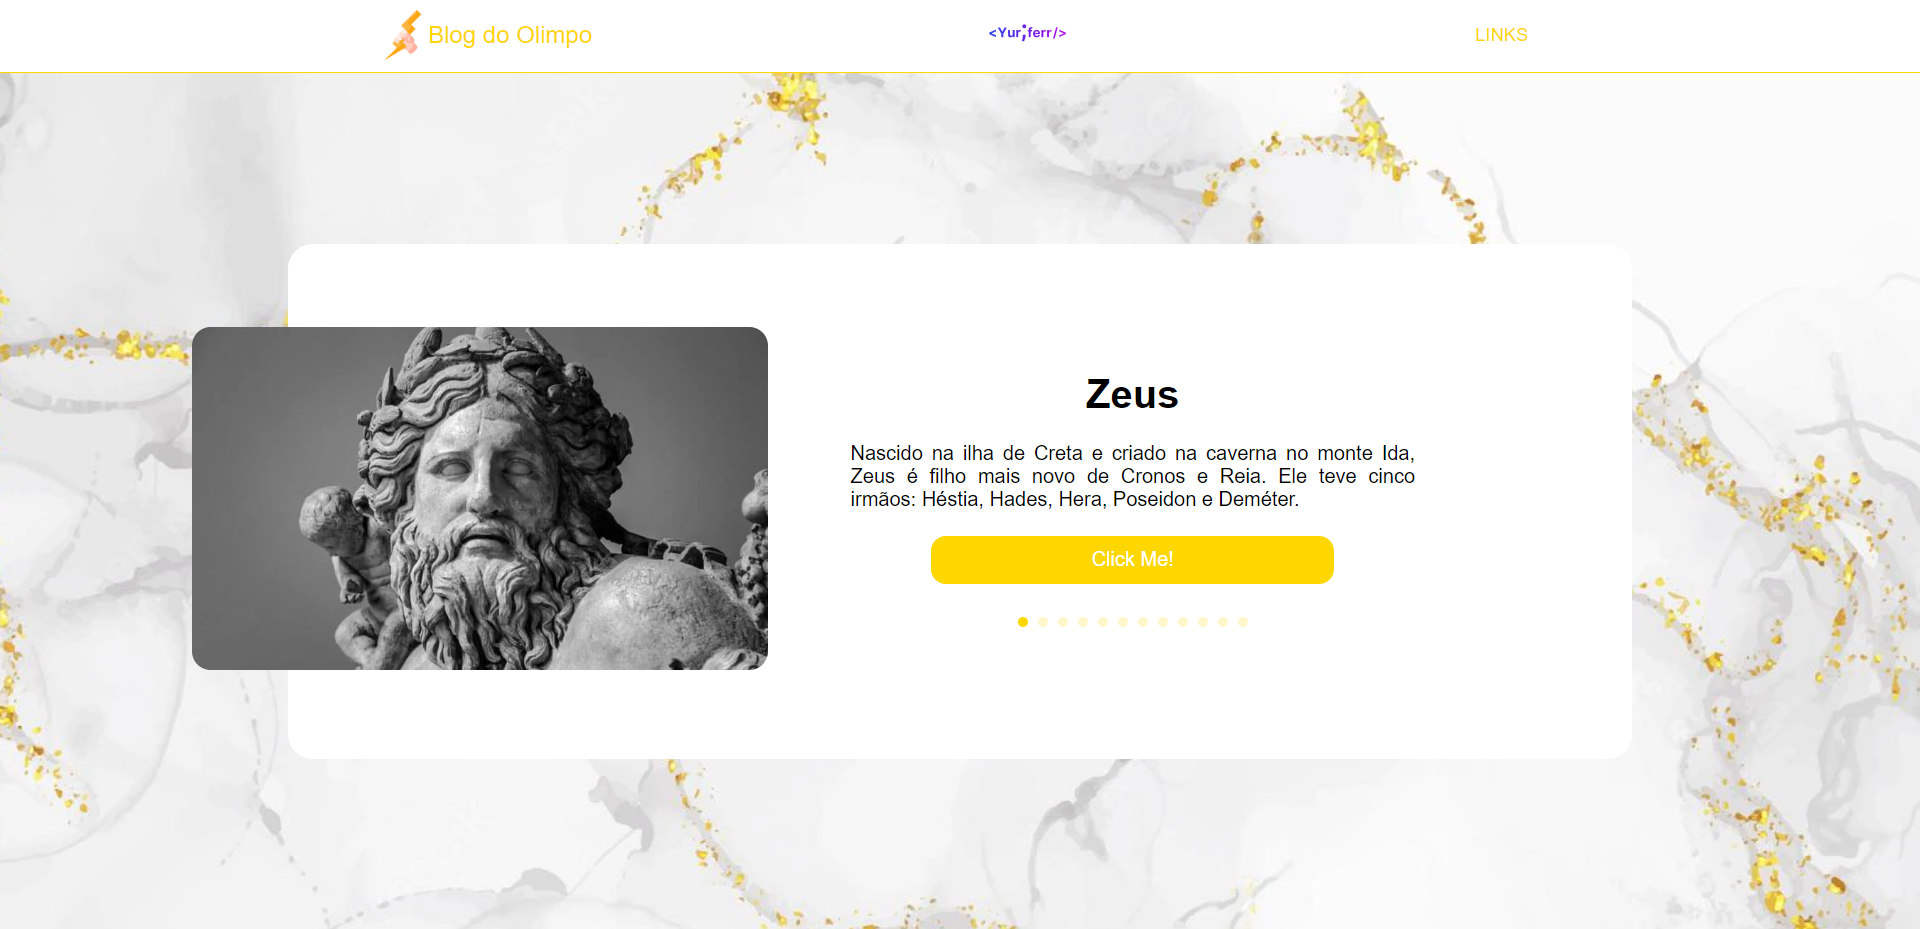 Blog do Olimpo
<Yur;ferr/>
LINKS
Zeus
Nascido na ilha de Creta e criado na caverna no monte Ida,
Zeus é filho mais novo de Cronos e Reia. Ele teve cinco
irmãos: Héstia, Hades, Hera, Poseidon e Deméter.
Click Me!